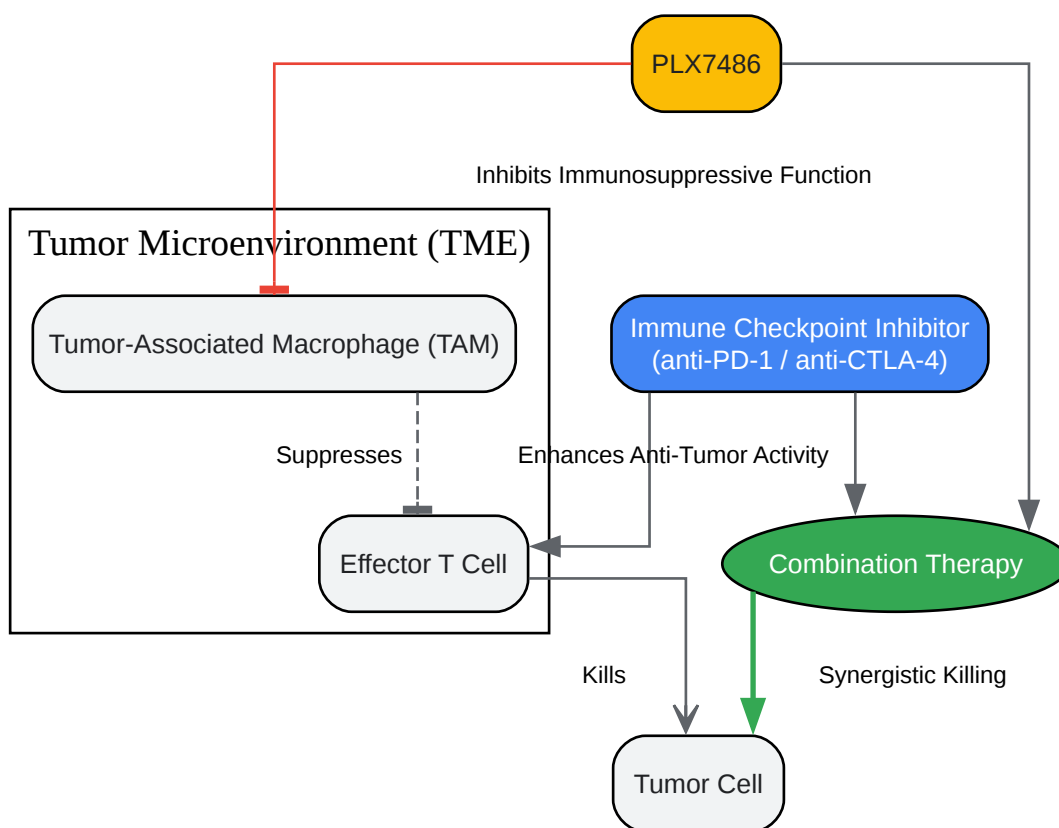 PLX7486
Inhibits Immunosuppressive Function
Tumor Microenvironment (TME)
Tumor-Associated Macrophage (TAM)
Immune Checkpoint Inhibitor
(anti-PD-1 / anti-CTLA-4)
Suppresses
Enhances Anti-Tumor Activity
Effector T Cell
Combination Therapy
Kills
Synergistic Killing
Tumor Cell